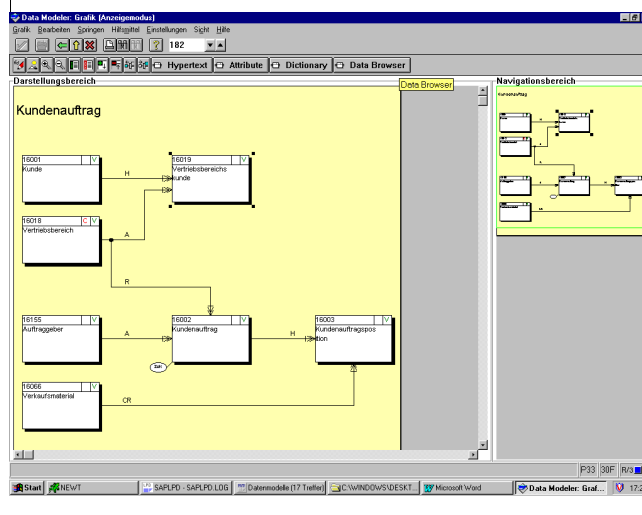 Data Modeler: Grafik (Anzeigemodus)
Grafik Bearbeiten Springen Hilfsmittel Einstellungen Sicht Hilfe
182
Hypertext Attribute Dictionary Data Browser
Darstellungsbereich
Data Browser
Navigationsbereich
Kundenauftrag
Kundenauftrag
16001 V
Kunde
H
16019 V
Vertriebsbereichs
kunde
16018 C V
Vertriebsbereich
A
R
16155 V
Auftraggeber
A
16002 V
Kundenauftrag
H
16003 V
Kundenauftragspos
ition
16066 V
Verkaufsmaterial
CR
P33 30F R/3
Start NEWT SAPLPD - SAPLPD.LOG Datenmodelle (17 Treffer) C:\WINDOWS\DESKT... Microsoft Word Data Modeler: Graf... 17:2